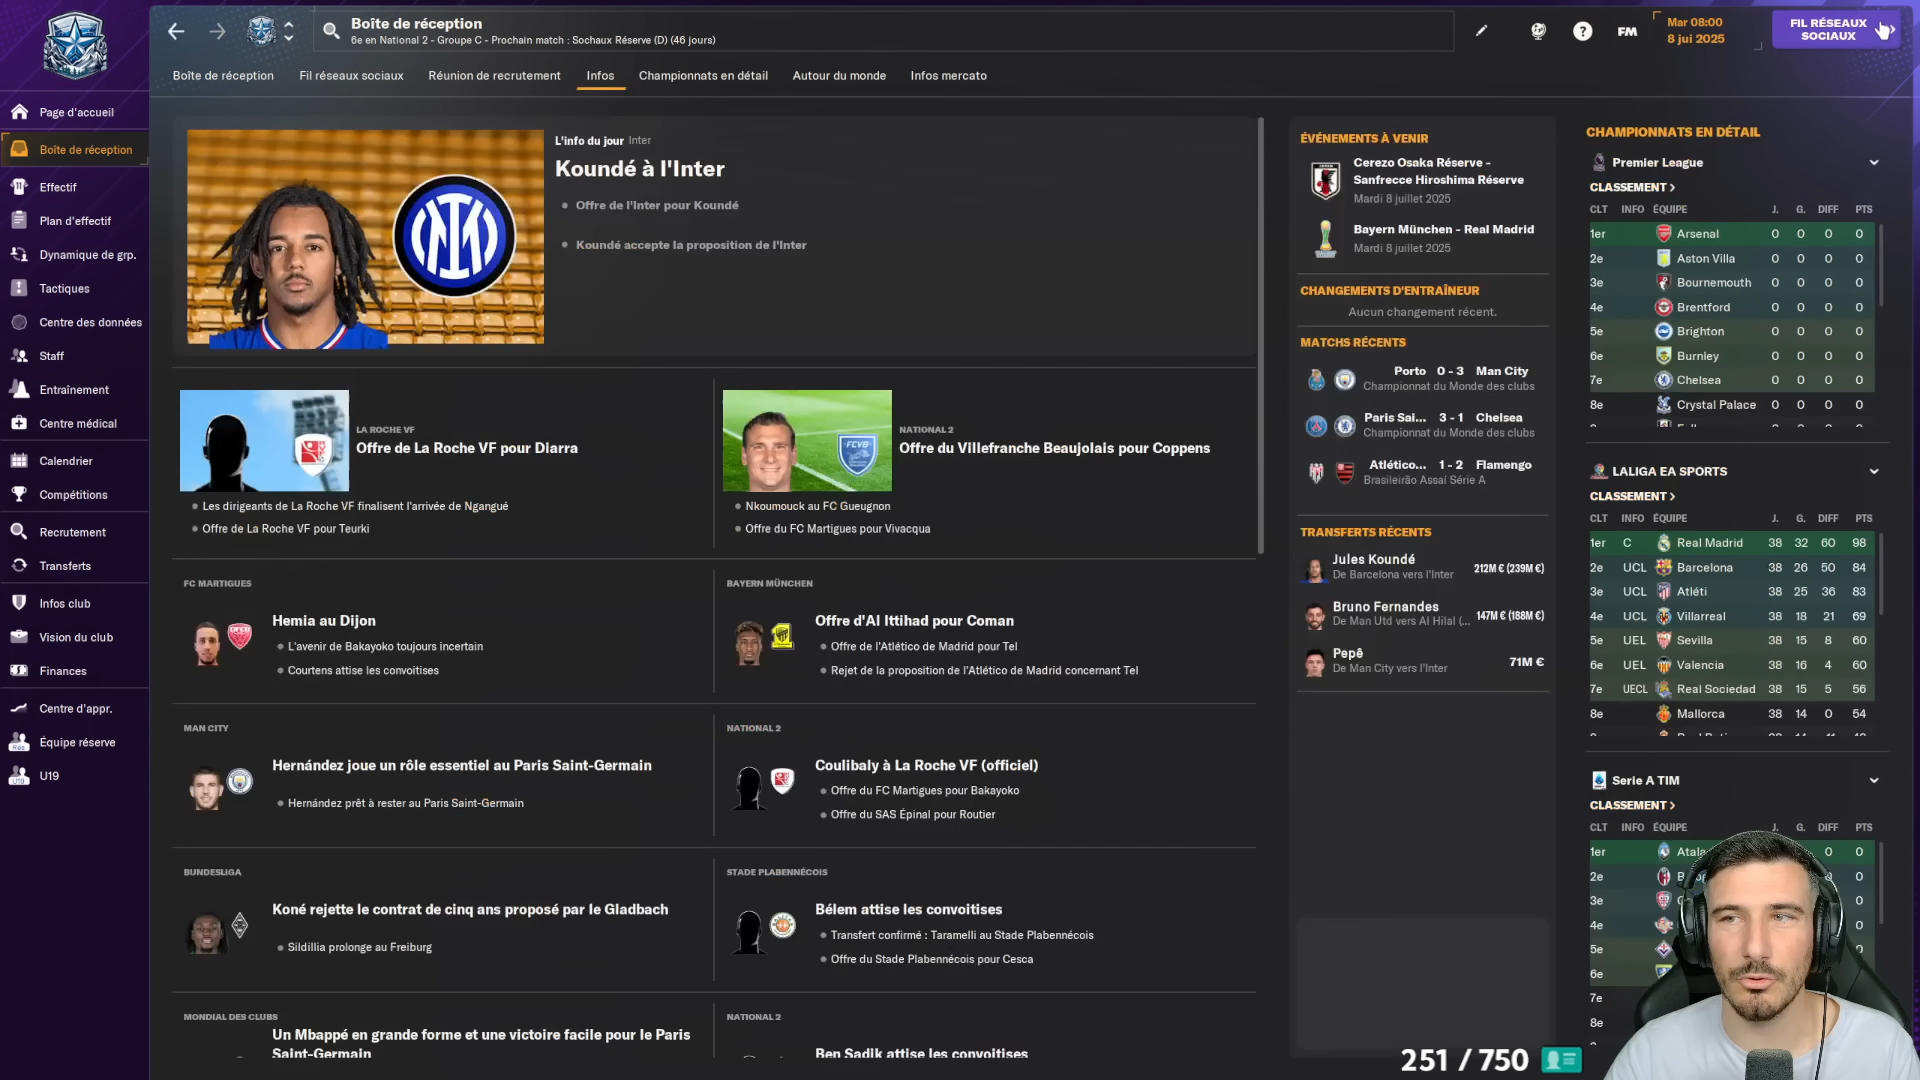 Boîte de réception
6e en National 2 - Groupe C - Prochain match : Sochaux Réserve (D) (46 jours)
FM
Mar 08:00
8 jui 2025
FIL RÉSEAUX
SOCIAUX
Boîte de réception
Fil réseaux sociaux
Réunion de recrutement
Infos
Championnats en détail
Autour du monde
Infos mercato
Page d'accueil
Boîte de réception
Effectif
Plan d'effectif
Dynamique de grp.
Tactiques
Centre des données
Staff
Entraînement
Centre médical
Calendrier
Compétitions
Recrutement
Transferts
Infos club
Vision du club
Finances
Centre d'appr.
Équipe réserve
U19
L'info du jour Inter
Koundé à l'Inter
Offre de l'Inter pour Koundé
Koundé accepte la proposition de l'Inter
LA ROCHE VF
Offre de La Roche VF pour Diarra
Les dirigeants de La Roche VF finalisent l'arrivée de Ngangué
Offre de La Roche VF pour Teurki
NATIONAL 2
Offre du Villefranche Beaujolais pour Coppens
Nkoumouck au FC Gueugnon
Offre du FC Martigues pour Vivacqua
FC MARTIGUES
Hemia au Dijon
L'avenir de Bakayoko toujours incertain
Courtens attise les convoitises
BAYERN MÜNCHEN
Offre d'Al Ittihad pour Coman
Offre de l'Atlético de Madrid pour Tel
Rejet de la proposition de l'Atlético de Madrid concernant Tel
MAN CITY
Hernández joue un rôle essentiel au Paris Saint-Germain
Hernández prêt à rester au Paris Saint-Germain
NATIONAL 2
Coulibaly à La Roche VF (officiel)
Offre du FC Martigues pour Bakayoko
Offre du SAS Épinal pour Routier
BUNDESLIGA
Koné rejette le contrat de cinq ans proposé par le Gladbach
Sildillia prolonge au Freiburg
STADE PLABENNÉCOIS
Bélem attise les convoitises
Transfert confirmé : Taramelli au Stade Plabennécois
Offre du Stade Plabennécois pour Cesca
MONDIAL DES CLUBS
Un Mbappé en grande forme et une victoire facile pour le Paris
Saint-Germain
NATIONAL 2
Ben Sadik attise les convoitises
ÉVÉNEMENTS À VENIR
Cerezo Osaka Réserve -
Sanfrecce Hiroshima Réserve
Mardi 8 juillet 2025
Bayern München - Real Madrid
Mardi 8 juillet 2025
CHANGEMENTS D'ENTRAÎNEUR
Aucun changement récent.
MATCHS RÉCENTS
Porto 0 - 3 Man City
Championnat du Monde des clubs
Paris Sai... 3 - 1 Chelsea
Championnat du Monde des clubs
Atlético... 1 - 2 Flamengo
Brasileirão Assaí Série A
TRANSFERTS RÉCENTS
Jules Koundé
De Barcelona vers l'Inter
212M € (239M €)
Bruno Fernandes
De Man Utd vers Al Hilal (...
147M € (188M €)
Pepê
De Man City vers l'Inter
71M €
251 / 750
CHAMPIONNATS EN DÉTAIL
Premier League
CLASSEMENT >
CLT INFO ÉQUIPE J. G. DIFF PTS
1er Arsenal 0 0 0 0
2e Aston Villa 0 0 0 0
3e Bournemouth 0 0 0 0
4e Brentford 0 0 0 0
5e Brighton 0 0 0 0
6e Burnley 0 0 0 0
7e Chelsea 0 0 0 0
8e Crystal Palace 0 0 0 0
LALIGA EA SPORTS
CLASSEMENT >
CLT INFO ÉQUIPE J. G. DIFF PTS
1er C Real Madrid 38 32 60 98
2e UCL Barcelona 38 26 50 84
3e UCL Atléti 38 25 36 83
4e UCL Villarreal 38 18 21 69
5e UEL Sevilla 38 15 8 60
6e UEL Valencia 38 16 4 60
7e UECL Real Sociedad 38 15 5 56
8e Mallorca 38 14 0 54
Serie A TIM
CLASSEMENT >
CLT INFO ÉQUIPE J. G. DIFF PTS
1er 0 0
2e 0
3e 0
4e 0
5e
6e
7e
8e